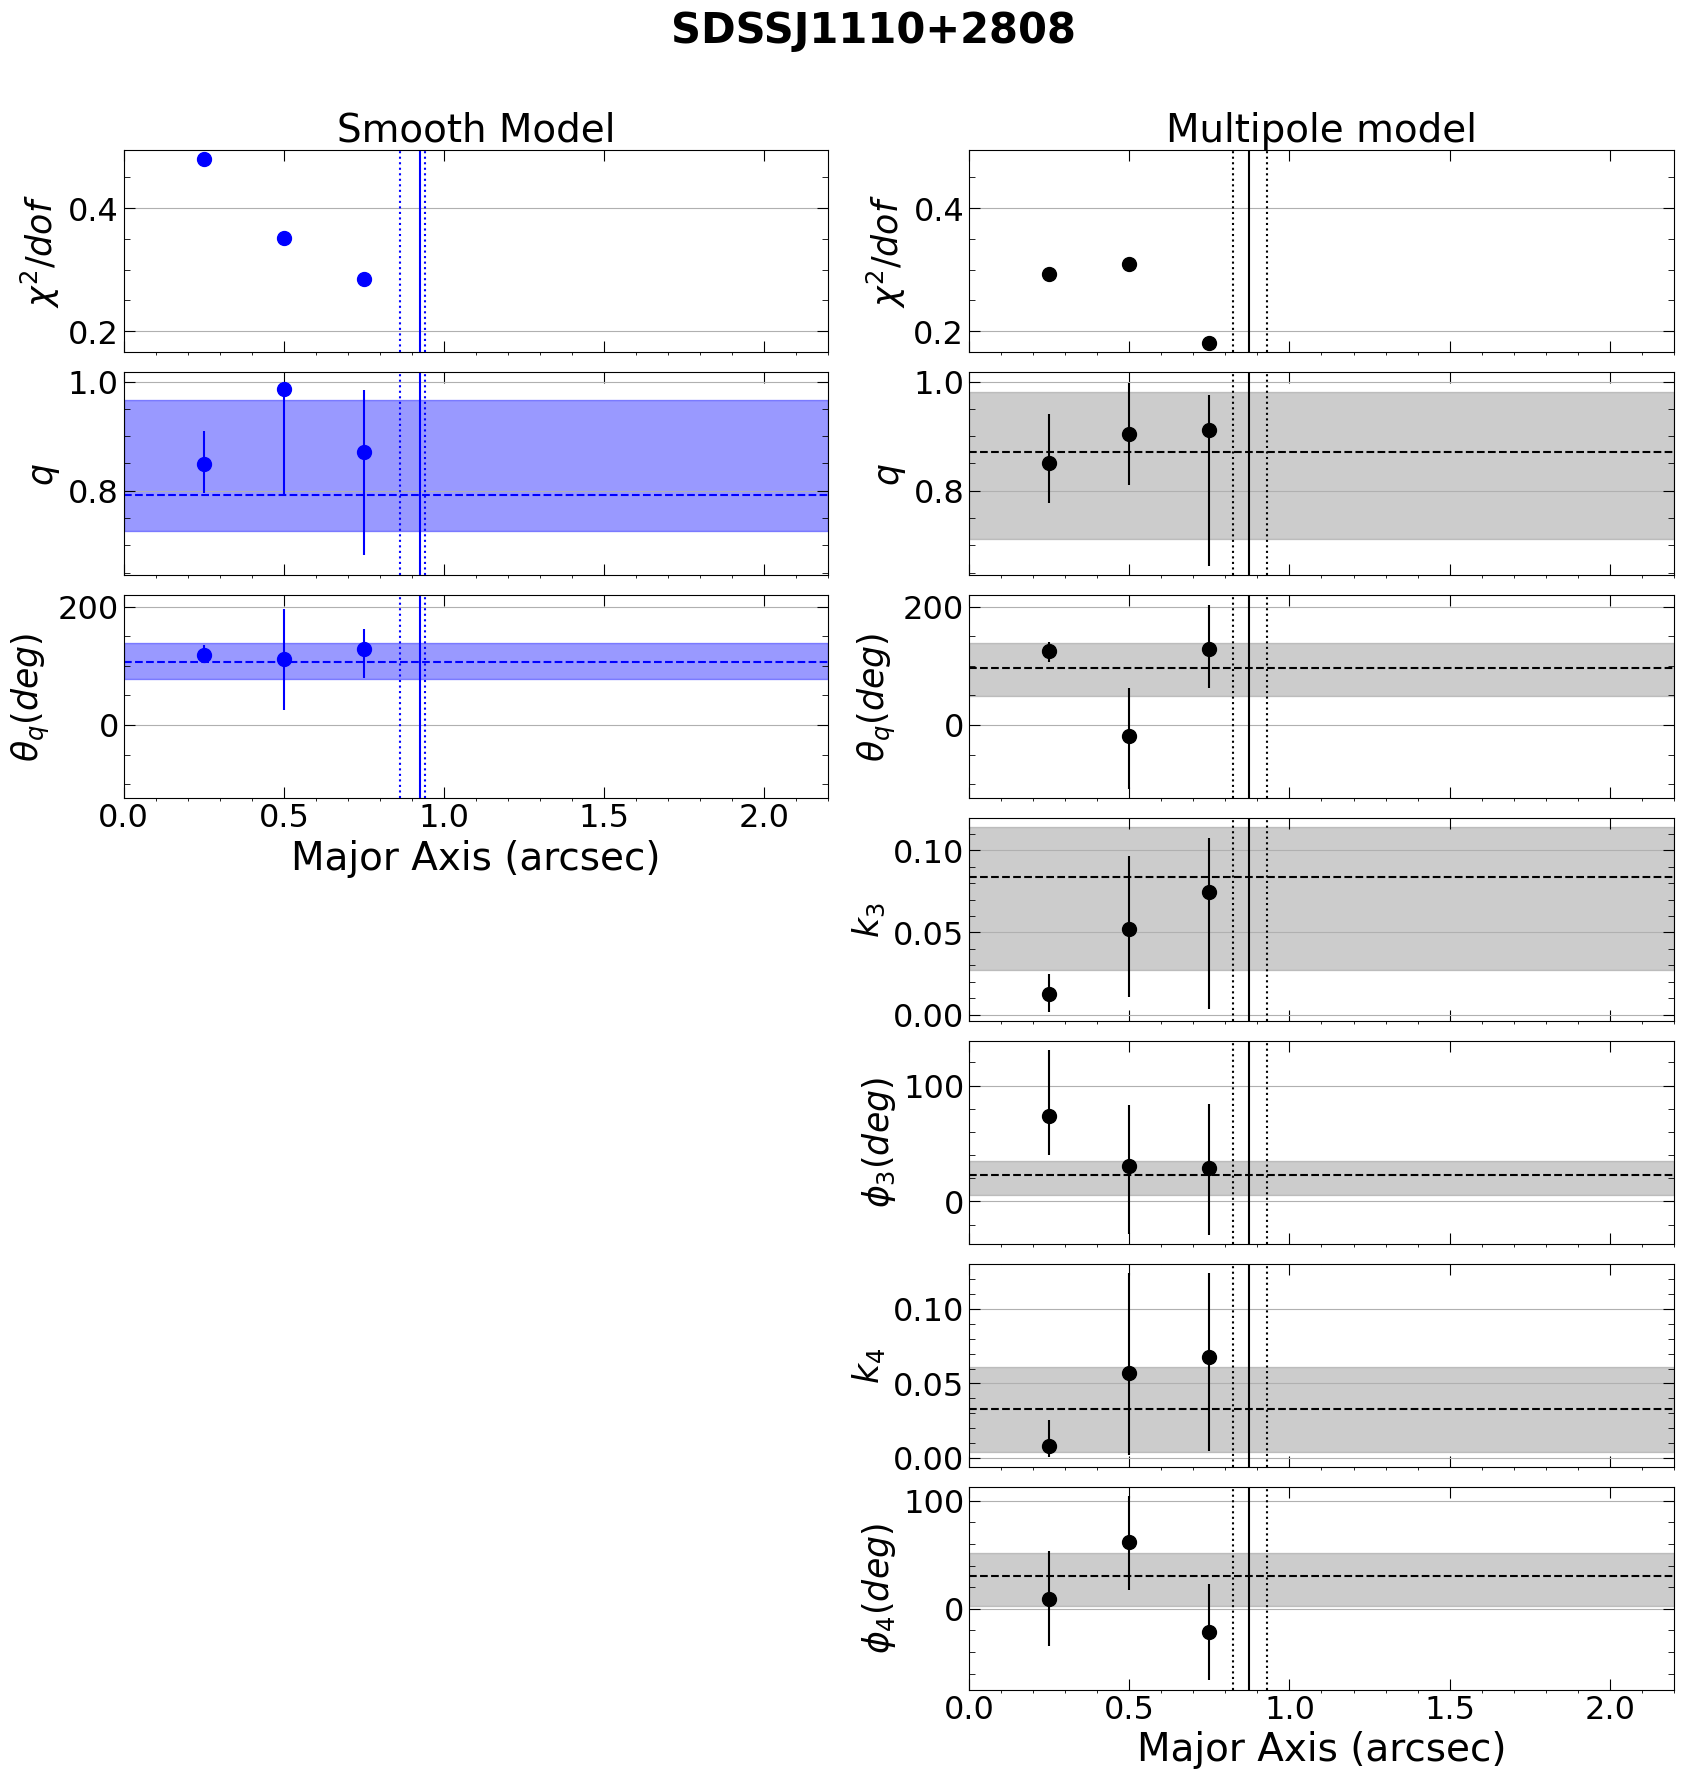 SDSSJ1110+2808
Smooth Model
χ²/dof
0.4
0.2
q
1.0
0.8
θ_q(deg)
200
0
0.0 0.5 1.0 1.5 2.0
Major Axis (arcsec)
Multipole model
χ²/dof
0.4
0.2
q
1.0
0.8
θ_q(deg)
200
0
k₃
0.10
0.05
0.00
ϕ₃(deg)
100
0
k₄
0.10
0.05
0.00
ϕ₄(deg)
100
0
0.0 0.5 1.0 1.5 2.0
Major Axis (arcsec)